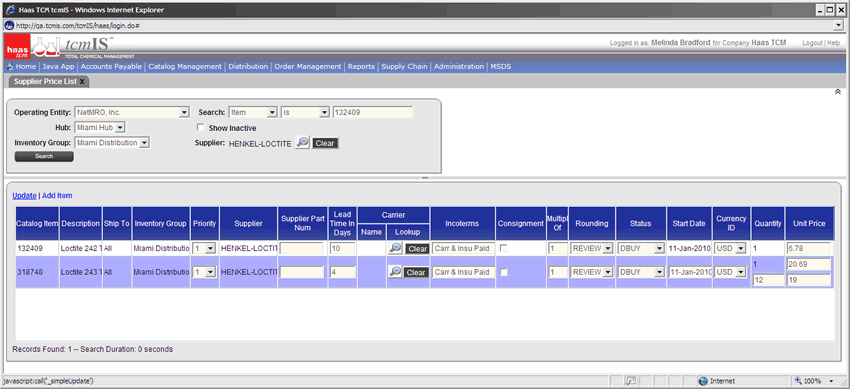 Haas TCM tcmIS - Windows Internet Explorer
http://qa.tcmis.com/tcmIS/haas/login.do#
haas TCM tcmIS™ TOTAL CHEMICAL MANAGEMENT
Logged in as: Melinda Bradford for Company Haas TCM Logout | Help
Home | Java App | Accounts Payable | Catalog Management | Distribution | Order Management | Reports | Supply Chain | Administration | MSDS
Supplier Price List X
Operating Entity: NetMRO, Inc. Search: Item is 132409
Hub: Miami Hub Show Inactive
Inventory Group: Miami Distribution Supplier: HENKEL-LOCTITE Clear
Search
Update | Add Item
Catalog Item Description Ship To Inventory Group Priority Supplier Supplier Part Num Lead Time In Days Carrier Name Lookup Incoterms Consignment Multipl Of Rounding Status Start Date Currency ID Quantity Unit Price
132409 Loctite 242 T All Miami Distributio 1 HENKEL-LOCTIT 10 Clear Carr & Insu Paid 1 REVIEW DBUY 11-Jan-2010 USD 1 6.78
318748 Loctite 243 T All Miami Distributio 1 HENKEL-LOCTIT 4 Clear Carr & Insu Paid 1 REVIEW DBUY 11-Jan-2010 USD 1 20.69
12 19
Records Found: 1 -- Search Duration: 0 seconds
javascript:call('_simpleUpdate') Internet 100%